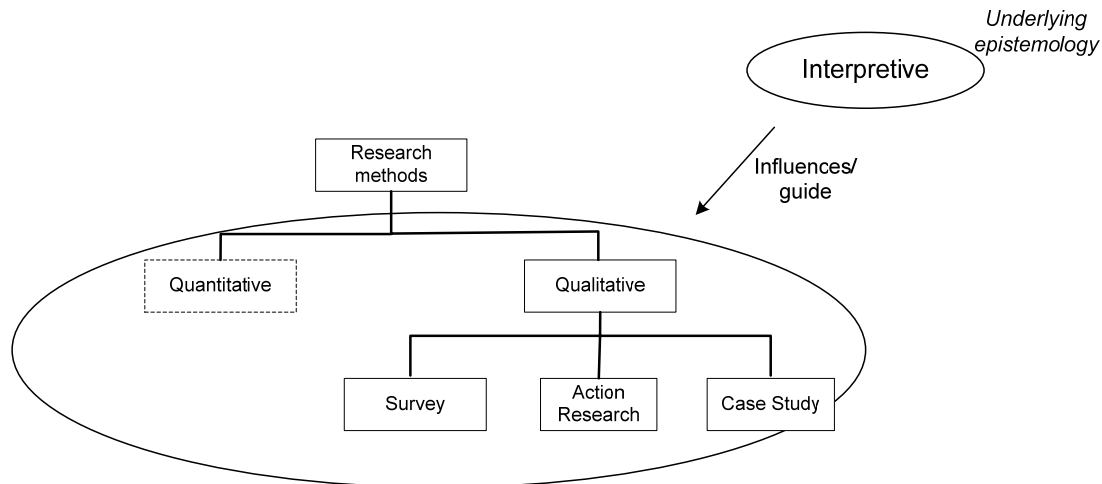 Underlying
epistemology
Interpretive
Influences/
guide
Research
methods
Quantitative
Qualitative
Survey
Action
Research
Case Study